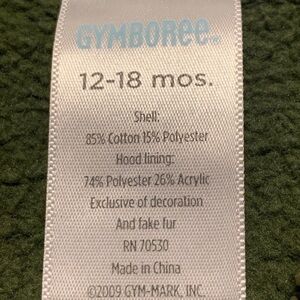 GYMBOREE.
12-18 mos.
Shell:
85% Cotton 15% Polyester
Hood lining:
74% Polyester 26% Acrylic
Exclusive of decoration
And fake fur
RN 70530
Made in China
©2009 GYM-MARK, INC.